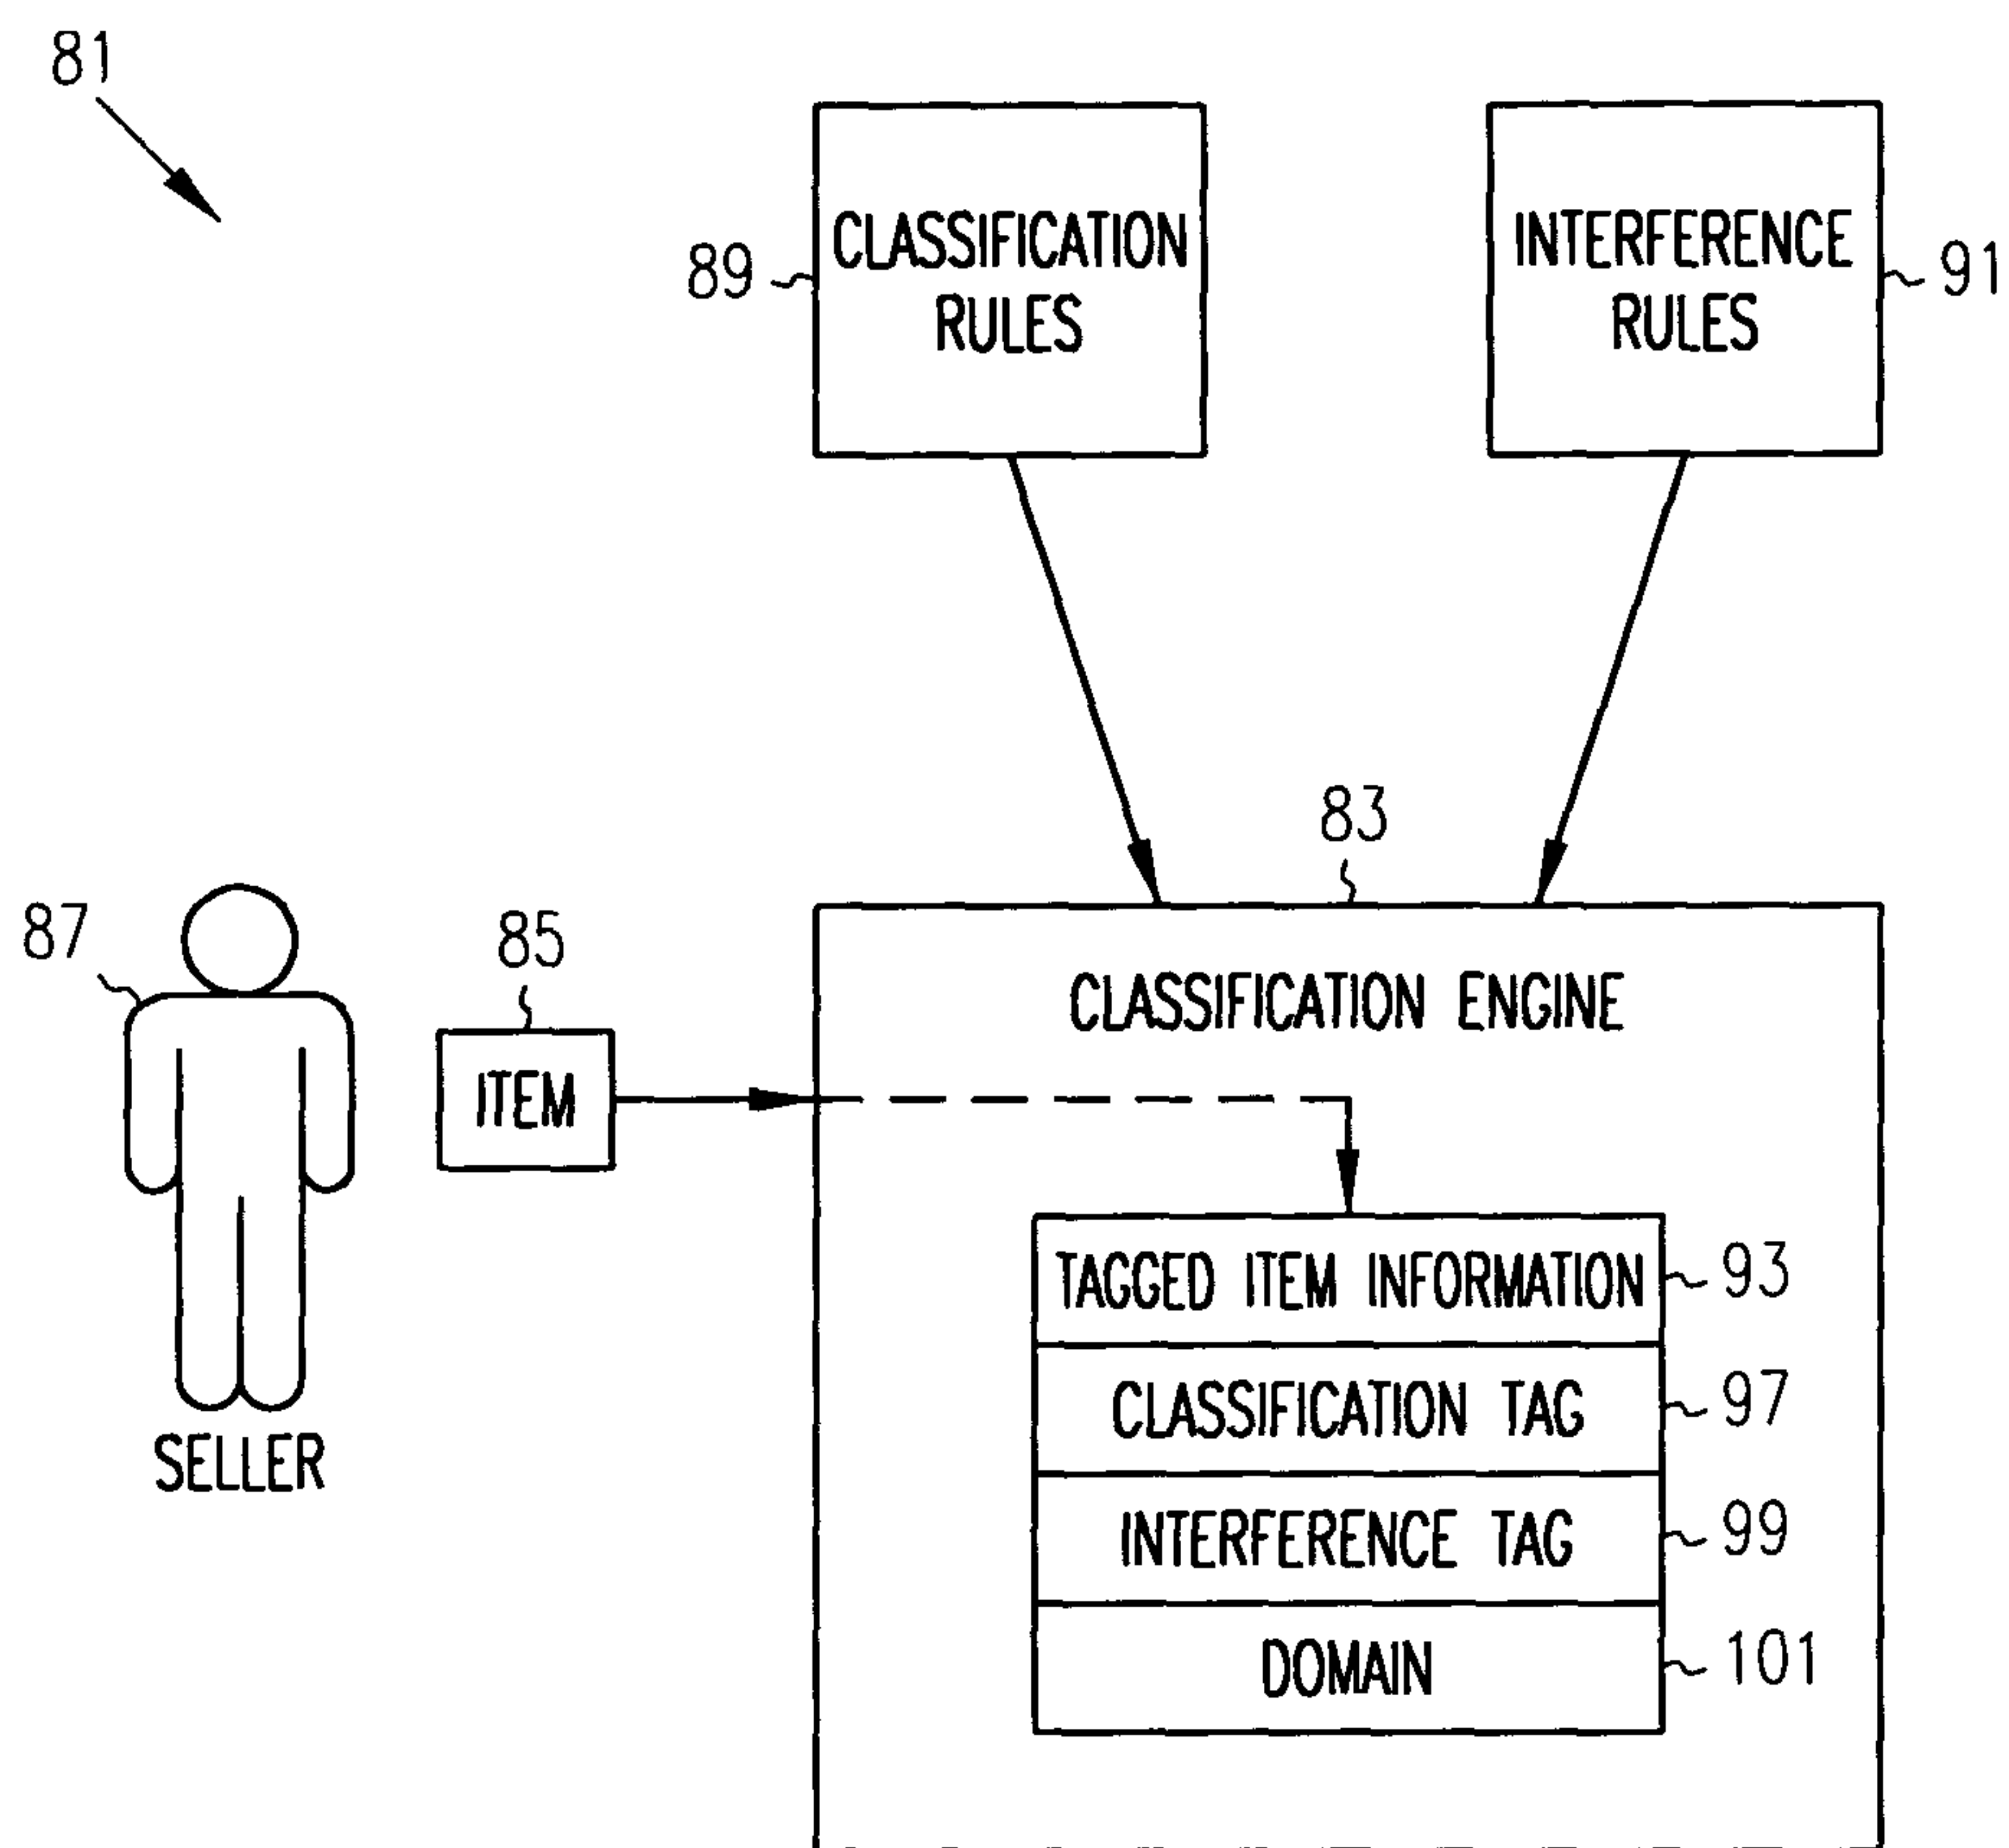 81
CLASSIFICATION
RULES
89
INTERFERENCE
RULES
91
83
87
85
CLASSIFICATION ENGINE
ITEM
TAGGED ITEM INFORMATION
93
CLASSIFICATION TAG
97
SELLER
INTERFERENCE TAG
99
DOMAIN
101